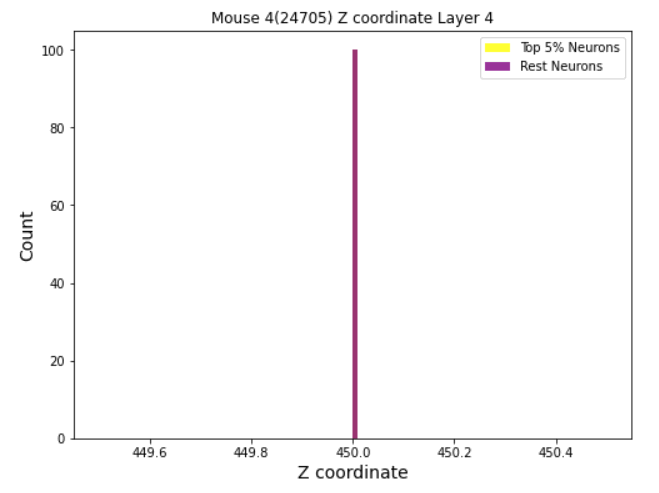 Mouse 4(24705) Z coordinate Layer 4
Top 5% Neurons
Rest Neurons
Count
100
80
60
40
20
0
449.6 449.8 450.0 450.2 450.4
Z coordinate